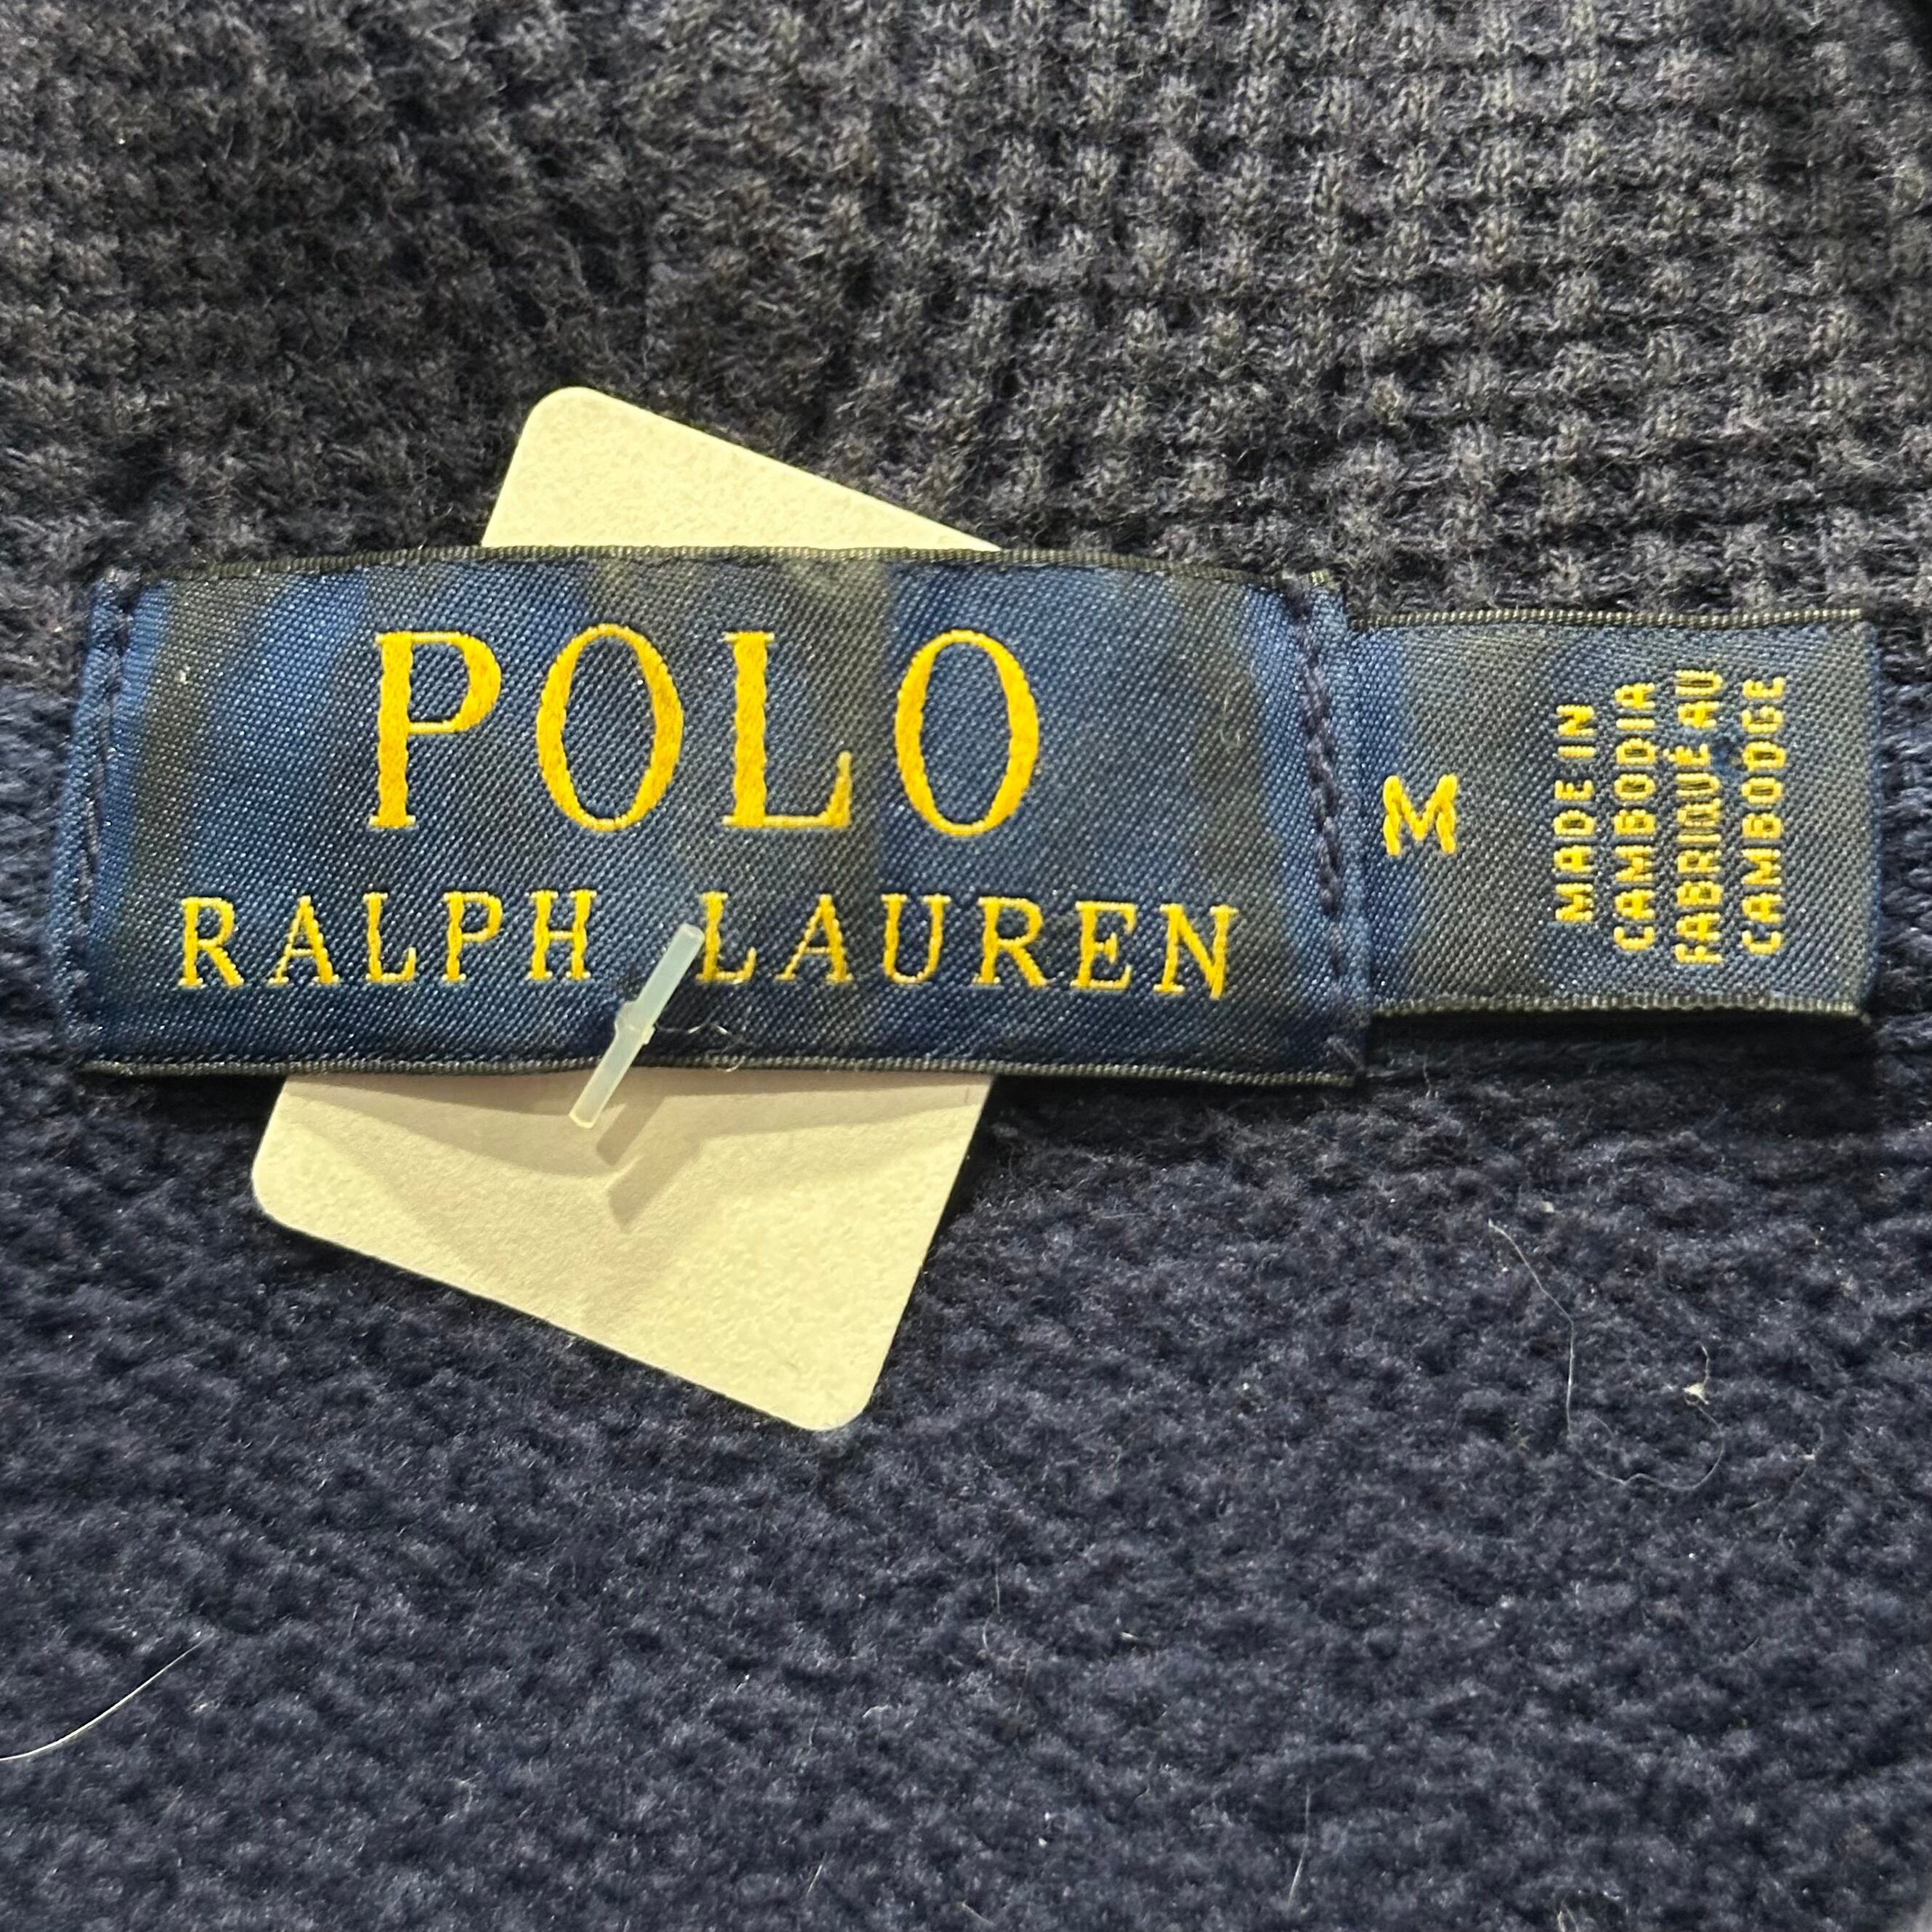 POLO
RALPH LAUREN
M
MADE IN
CAMBODIA
FABRIQUÉ AU
CAMBODGE